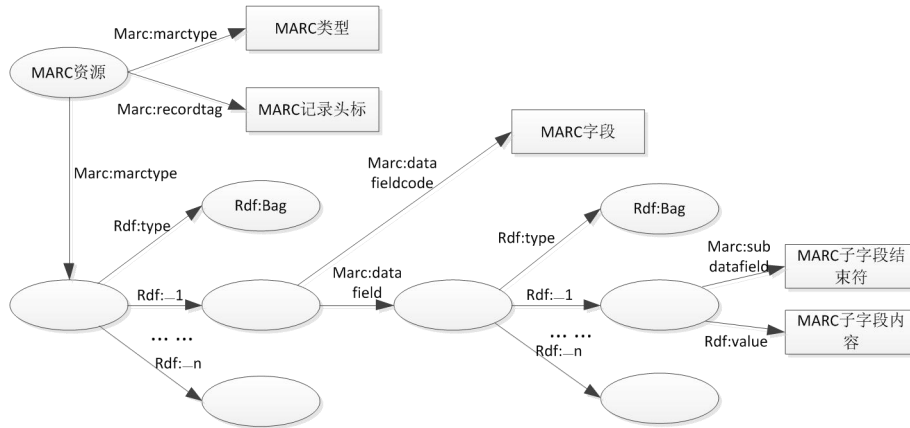 Marc:marctype
MARC类型
MARC资源
Marc:recordtag
MARC记录头标
MARC字段
Marc:data
fieldcode
Marc:marctype
Rdf:Bag
Rdf:type
Rdf:Bag
Rdf:type
Marc:sub
datafield
MARC子字段结
束符
Marc:data
field
Rdf:_1
Rdf:_1
... ...
... ...
Rdf:_n
Rdf:_n
Rdf:value
MARC子字段内
容